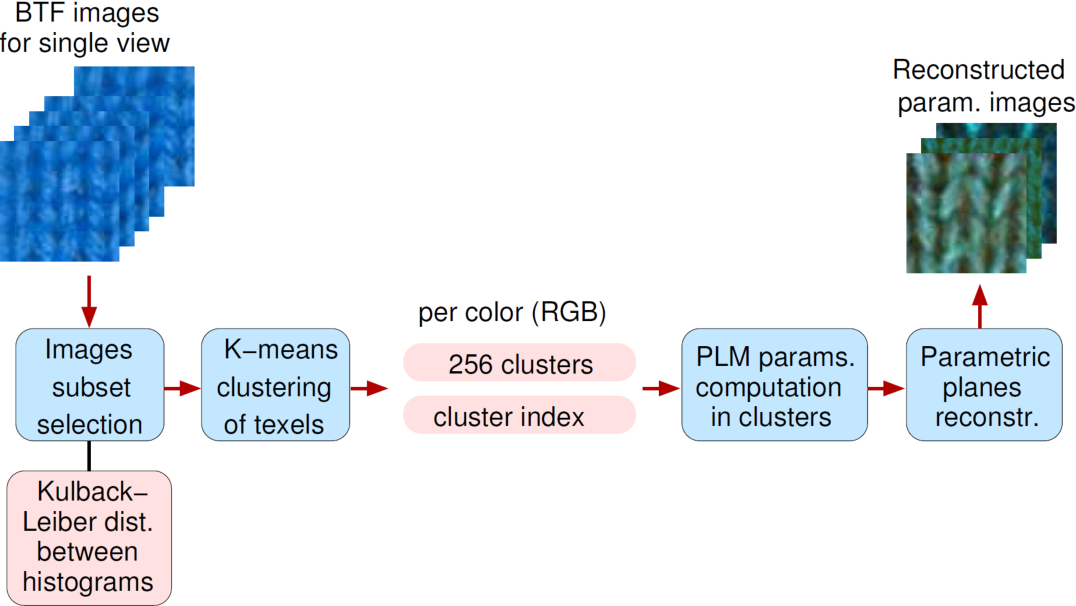 BTF images
for single view
Reconstructed
param. images
per color (RGB)
Images
subset
selection
K−means
clustering
of texels
256 clusters
cluster index
PLM params.
computation
in clusters
Parametric
planes
reconstr.
Kulback−
Leiber dist.
between
histograms